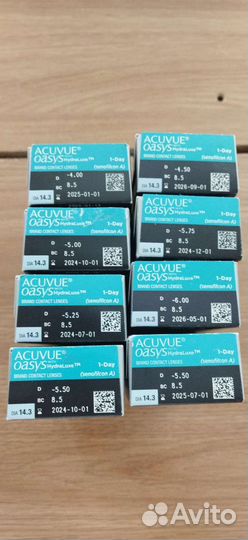 ACUVUE®
OASYS HydraLuxe™ 1-Day
BRAND CONTACT LENSES (senofilcon A)
D -4.00
BC 8.5
2025-01-01
DIA 14.3
ACUVUE®
OASYS HydraLuxe™ 1-Day
BRAND CONTACT LENSES (senofilcon A)
D -5.00
BC 8.5
2024-10-01
DIA 14.3
ACUVUE®
OASYS HydraLuxe™ 1-Day
BRAND CONTACT LENSES (senofilcon A)
D -5.25
BC 8.5
2024-07-01
DIA 14.3
ACUVUE®
OASYS HydraLuxe™ 1-Day
BRAND CONTACT LENSES (senofilcon A)
D -5.50
BC 8.5
2024-10-01
DIA 14.3
ACUVUE®
OASYS HydraLuxe™ 1-Day
BRAND CONTACT LENSES (senofilcon A)
D -4.50
BC 8.5
2026-09-01
DIA 14.3
ACUVUE®
OASYS HydraLuxe™ 1-Day
BRAND CONTACT LENSES (senofilcon A)
D -5.75
BC 8.5
2024-12-01
DIA 14.3
ACUVUE®
OASYS HydraLuxe™ 1-Day
BRAND CONTACT LENSES (senofilcon A)
D -6.00
BC 8.5
2026-05-01
DIA 14.3
ACUVUE®
OASYS HydraLuxe™ 1-Day
BRAND CONTACT LENSES (senofilcon A)
D -5.50
BC 8.5
2025-07-01
DIA 14.3
Avito